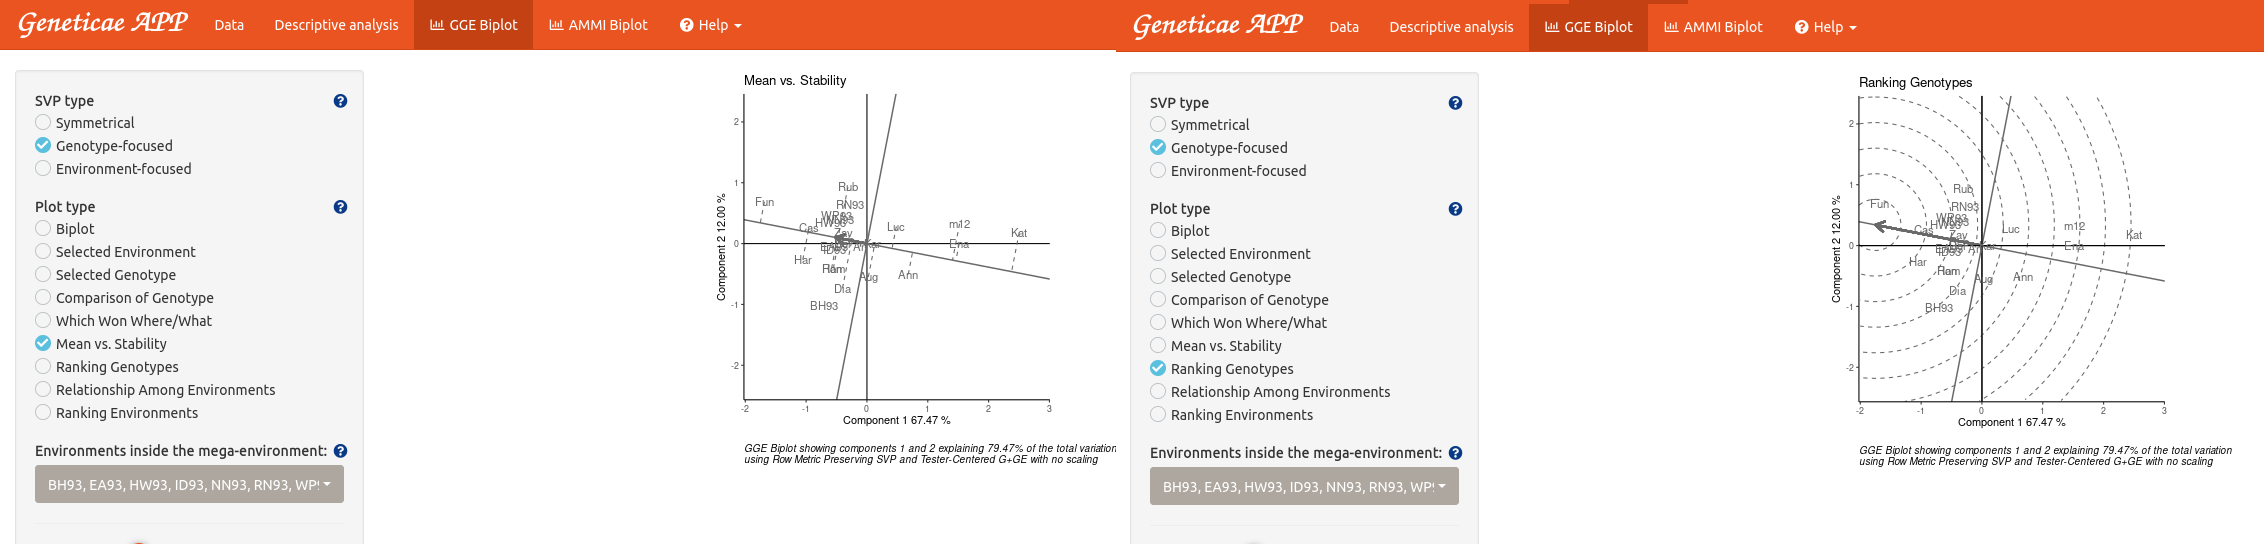 Geneticae APP
Data
Descriptive analysis
GGE Biplot
AMMI Biplot
Help
SVP type
Symmetrical
Genotype-focused
Environment-focused
Plot type
Biplot
Selected Environment
Selected Genotype
Comparison of Genotype
Which Won Where/What
Mean vs. Stability
Ranking Genotypes
Relationship Among Environments
Ranking Environments
Environments inside the mega-environment:
BH93, EA93, HW93, ID93, NN93, RN93, WP9
Mean vs. Stability
Component 2 12.00 %
2
1
0
-1
-2
Rub
Fun
RN93
WP93
NN93
HW93
Cas
Zav
Luc
m12
Kat
Ena
EA93
ID93
Har
Ham
Aug
Ann
Dia
BH93
-2
-1
0
1
2
3
Component 1 67.47 %
GGE Biplot showing components 1 and 2 explaining 79.47% of the total variation
using Row Metric Preserving SVP and Tester-Centered G+GE with no scaling
Geneticae APP
Data
Descriptive analysis
GGE Biplot
AMMI Biplot
Help
SVP type
Symmetrical
Genotype-focused
Environment-focused
Plot type
Biplot
Selected Environment
Selected Genotype
Comparison of Genotype
Which Won Where/What
Mean vs. Stability
Ranking Genotypes
Relationship Among Environments
Ranking Environments
Environments inside the mega-environment:
BH93, EA93, HW93, ID93, NN93, RN93, WP9
Ranking Genotypes
Component 2 12.00 %
2
1
0
-1
-2
Rub
Fun
RN93
WP93
NN93
HW93
Cas
Zav
Luc
m12
Kat
Ena
EA93
ID93
Har
Ham
Aug
Ann
Dia
BH93
-2
-1
0
1
2
3
Component 1 67.47 %
GGE Biplot showing components 1 and 2 explaining 79.47% of the total variation
using Row Metric Preserving SVP and Tester-Centered G+GE with no scaling